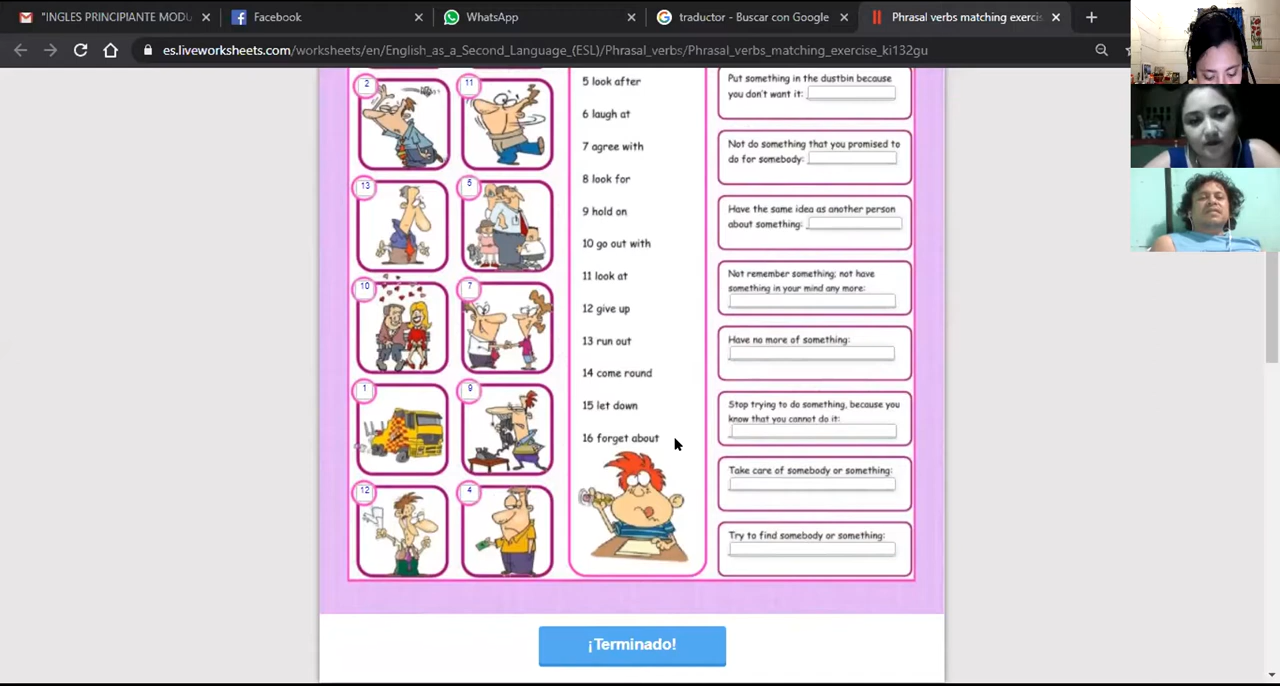 "INGLES PRINCIPIANTE MODU
Facebook
WhatsApp
traductor - Buscar con Google
Phrasal verbs matching exercis
es.liveworksheets.com/worksheets/en/English_as_a_Second_Language_(ESL)/Phrasal_verbs/Phrasal_verbs_matching_exercise_ki132gu
2
11
13
5
10
7
1
9
12
4
5 look after
6 laugh at
7 agree with
8 look for
9 hold on
10 go out with
11 look at
12 give up
13 run out
14 come round
15 let down
16 forget about
Put something in the dustbin because
you don't want it:
Not do something that you promised to
do for somebody:
Have the same idea as another person
about something:
Not remember something; not have
something in your mind any more:
Have no more of something:
Stop trying to do something, because you
know that you cannot do it:
Take care of somebody or something:
Try to find somebody or something:
¡Terminado!